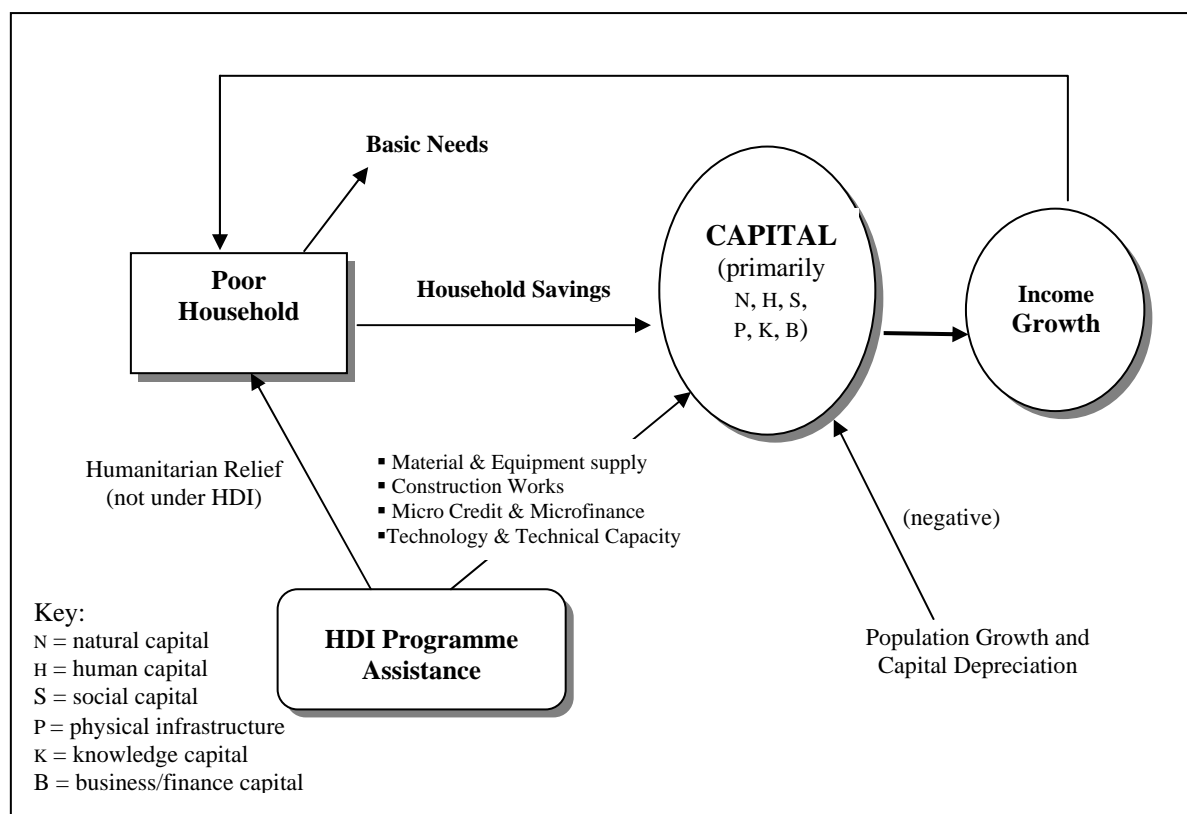 Basic Needs
Poor
Household
Household Savings
CAPITAL
(primarily
N, H, S,
P, K, B)
Income
Growth
Humanitarian Relief
(not under HDI)
▪ Material & Equipment supply
▪ Construction Works
▪ Micro Credit & Microfinance
▪Technology & Technical Capacity
(negative)
HDI Programme
Assistance
Population Growth and
Capital Depreciation
Key:
N = natural capital
H = human capital
S = social capital
P = physical infrastructure
K = knowledge capital
B = business/finance capital